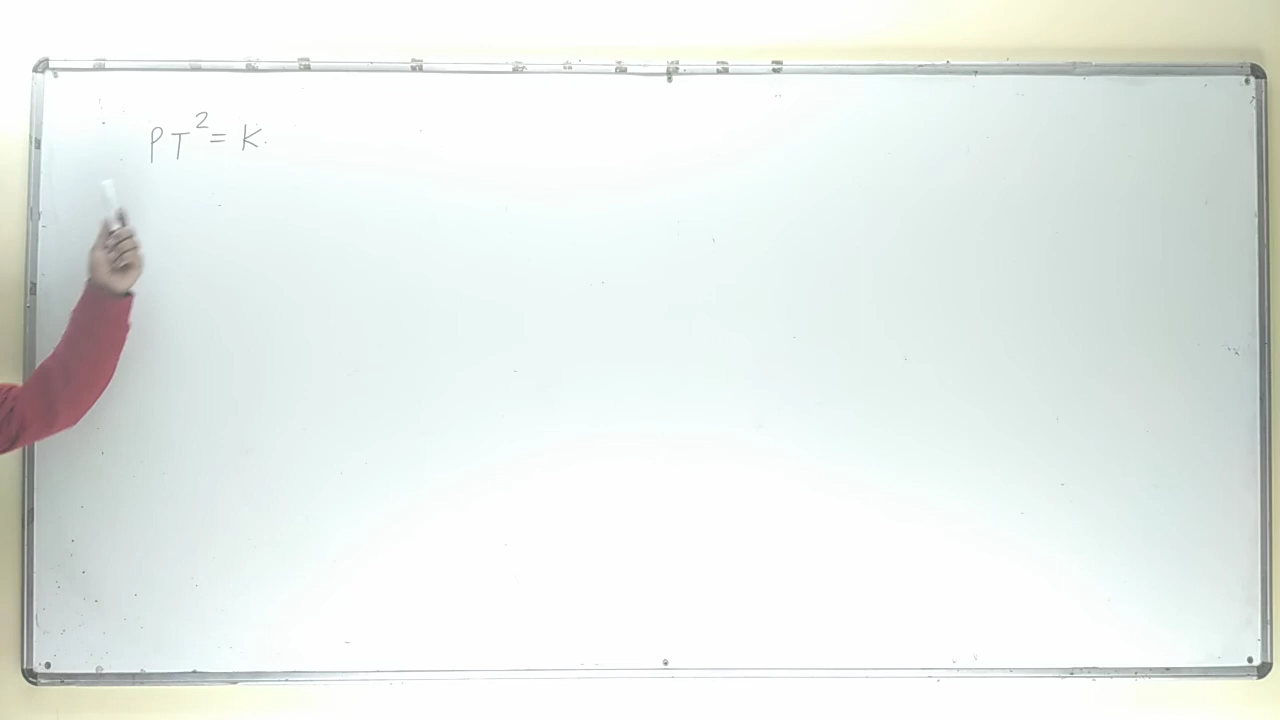 PT² = K.